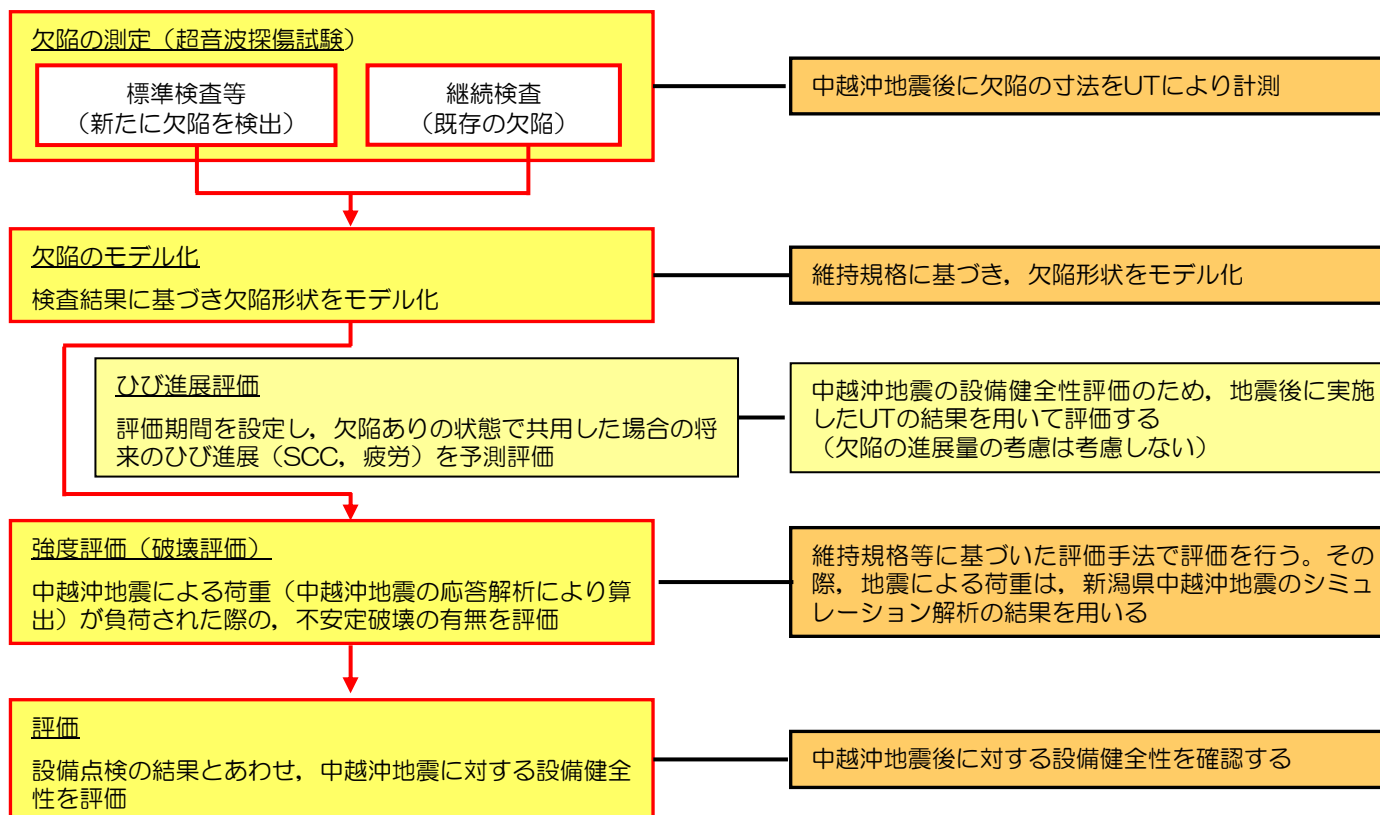 欠陥の測定（超音波探傷試験）
標準検査等
（新たに欠陥を検出）
継続検査
（既存の欠陥）
中越沖地震後に欠陥の寸法をUTにより計測
欠陥のモデル化
検査結果に基づき欠陥形状をモデル化
維持規格に基づき，欠陥形状をモデル化
ひび進展評価
評価期間を設定し，欠陥ありの状態で共用した場合の将
来のひび進展（SCC，疲労）を予測評価
中越沖地震の設備健全性評価のため，地震後に実施
したUTの結果を用いて評価する
（欠陥の進展量の考慮は考慮しない）
強度評価（破壊評価）
中越沖地震による荷重（中越沖地震の応答解析により算
出）が負荷された際の，不安定破壊の有無を評価
維持規格等に基づいた評価手法で評価を行う。その
際，地震による荷重は，新潟県中越沖地震のシミュ
レーション解析の結果を用いる
評価
設備点検の結果とあわせ，中越沖地震に対する設備健全
性を評価
中越沖地震後に対する設備健全性を確認する